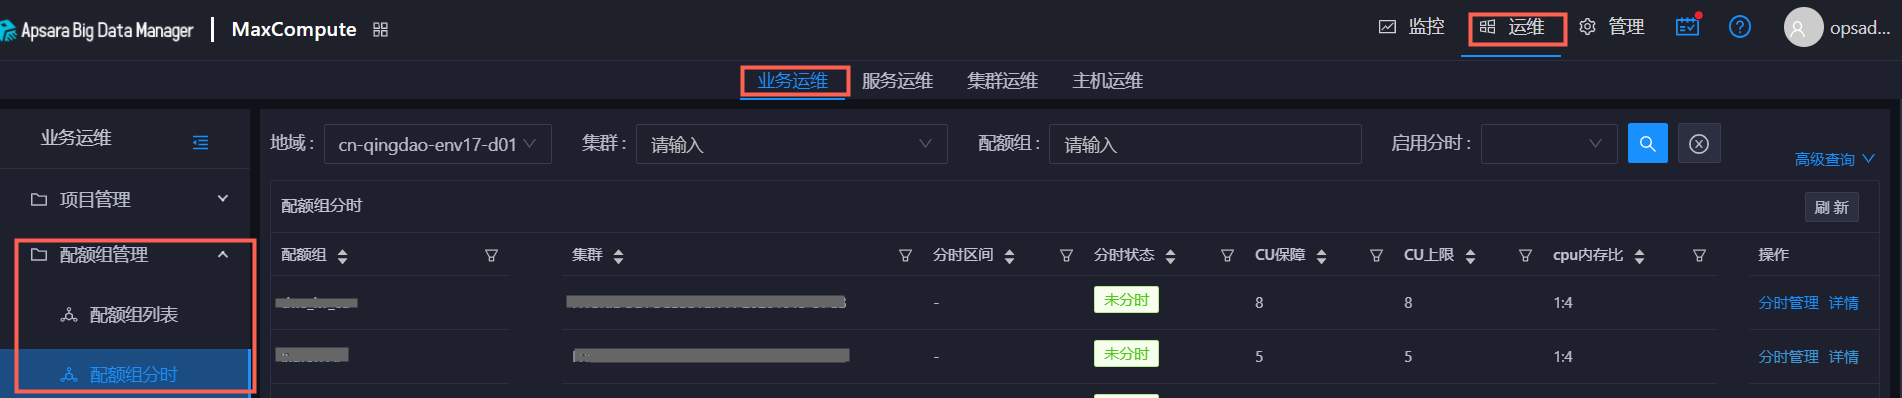 Apsara Big Data Manager MaxCompute 监控 运维 管理 opsad...
业务运维 服务运维 集群运维 主机运维
业务运维
项目管理
配额组管理
配额组列表
配额组分时
地域 : cn-qingdao-env17-d01 集群 : 请输入 配额组 : 请输入 启用分时 :
高级查询
配额组分时 刷 新
配额组 集群 分时区间 分时状态 CU保障 CU上限 cpu内存比 操作
- 未分时 8 8 1:4 分时管理 详情
- 未分时 5 5 1:4 分时管理 详情